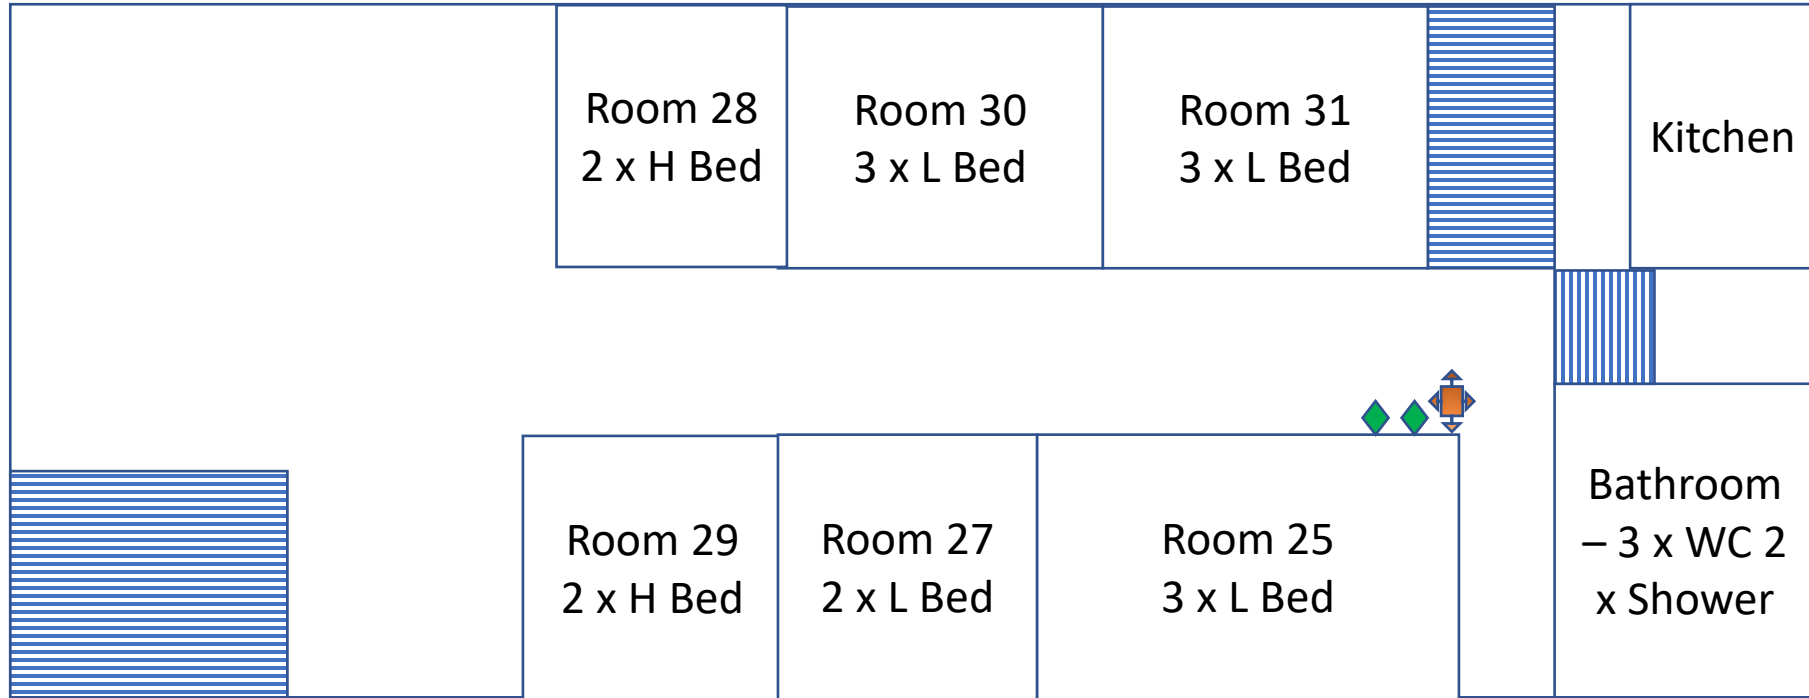 Room 28
2 x H Bed
Room 30
3 x L Bed
Room 31
3 x L Bed
Kitchen
Room 29
2 x H Bed
Room 27
2 x L Bed
Room 25
3 x L Bed
Bathroom
– 3 x WC 2
x Shower